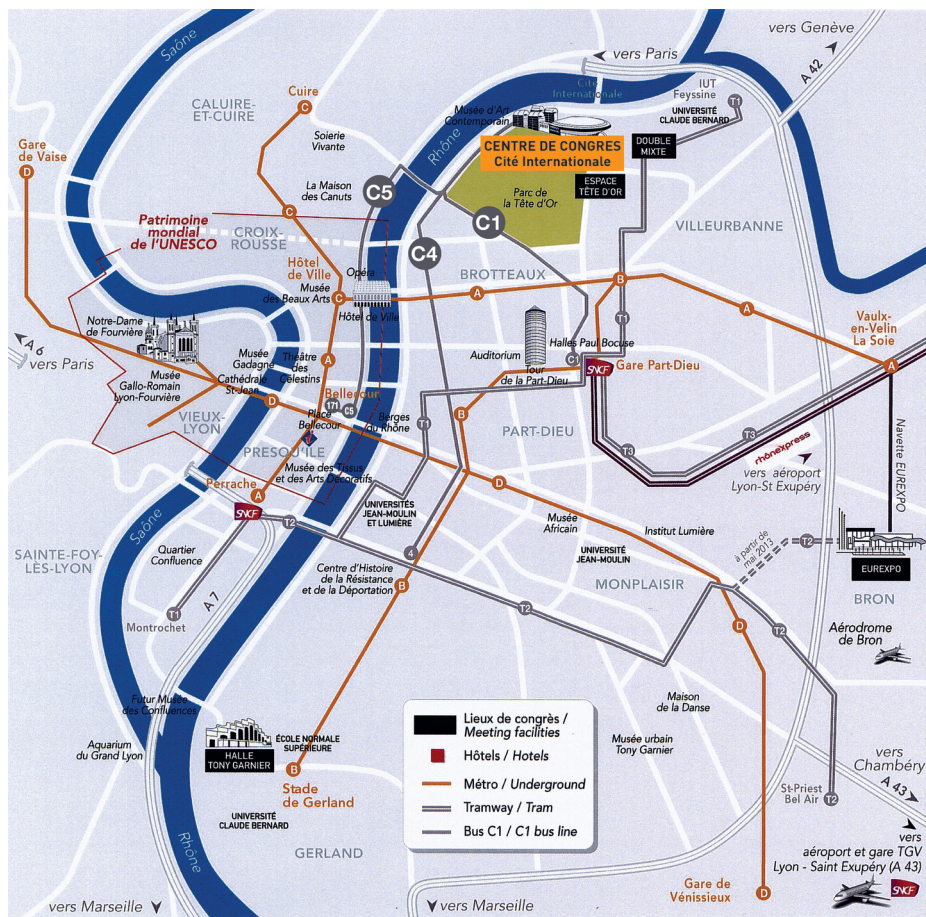 vers Genève
vers Paris
A 42
Saône
Cité
Internationale
IUT
Feyssine
T1
UNIVERSITÉ
CLAUDE BERNARD
Cuire
C
CALUIRE-
ET-CUIRE
Soierie
Vivante
Rhône
Musée d'Art
Contemporain
CENTRE DE CONGRES
Cité Internationale
DOUBLE
MIXTE
ESPACE
TÊTE D'OR
Gare
de Vaise
D
La Maison
des Canuts
C5
Parc de
la Tête d'Or
C1
C4
VILLEURBANNE
Patrimoine
mondial
de l'UNESCO
C
CROIX-
ROUSSE
Hôtel
de Ville
Opéra
BROTTEAUX
B
Musée
des Beaux Arts
C
A
A
Hôtel de Ville
T1
Vaulx-
en-Velin
La Soie
A
Notre-Dame
de Fourvière
A 6
vers Paris
Musée
Gallo-Romain
Lyon-Fourvière
Musée
Gadagne
Cathédrale
St-Jean
Théâtre
des
Célestins
A
Auditorium
Tour
de la Part-Dieu
Halles Paul Bocuse
C1
SNCF
Gare Part-Dieu
Bellecour
171
C5
D
Place
Bellecour
Berges
du Rhône
B
T1
PART-DIEU
VIEUX-
LYON
PRESQU'ÎLE
Musée des Tissus
et des Arts Décoratifs
T3
T3
rhônexpress
vers aéroport
Lyon-St Exupéry
Navette EUREXPO
Perrache
A
SNCF
T2
D
UNIVERSITÉS
JEAN-MOULIN
ET LUMIÈRE
Musée
Africain
Institut Lumière
UNIVERSITÉ
JEAN-MOULIN
à partir de
mai 2013
T2
EUREXPO
BRON
Saône
SAINTE-FOY-
LÈS-LYON
Quartier
Confluence
4
Centre d'Histoire
de la Résistance
et de la Déportation
B
MONPLAISIR
T1
Montrochet
A 7
T2
D
T2
Aérodrome
de Bron
Futur Musée
des Confluences
Maison
de la Danse
Aquarium
du Grand Lyon
HALLE
TONY GARNIER
ÉCOLE NORMALE
SUPÉRIEURE
B
Stade
de Gerland
Musée urbain
Tony Garnier
UNIVERSITÉ
CLAUDE BERNARD
GERLAND
Rhône
Lieux de congrès /
Meeting facilities
Hôtels / Hotels
Métro / Underground
Tramway / Tram
Bus C1 / C1 bus line
vers
Chambéry
A 43
St-Priest
Bel Air
T2
vers
aéroport et gare TGV
Lyon - Saint Exupéry (A 43)
SNCF
Gare de
Vénissieux
D
vers Marseille
vers Marseille